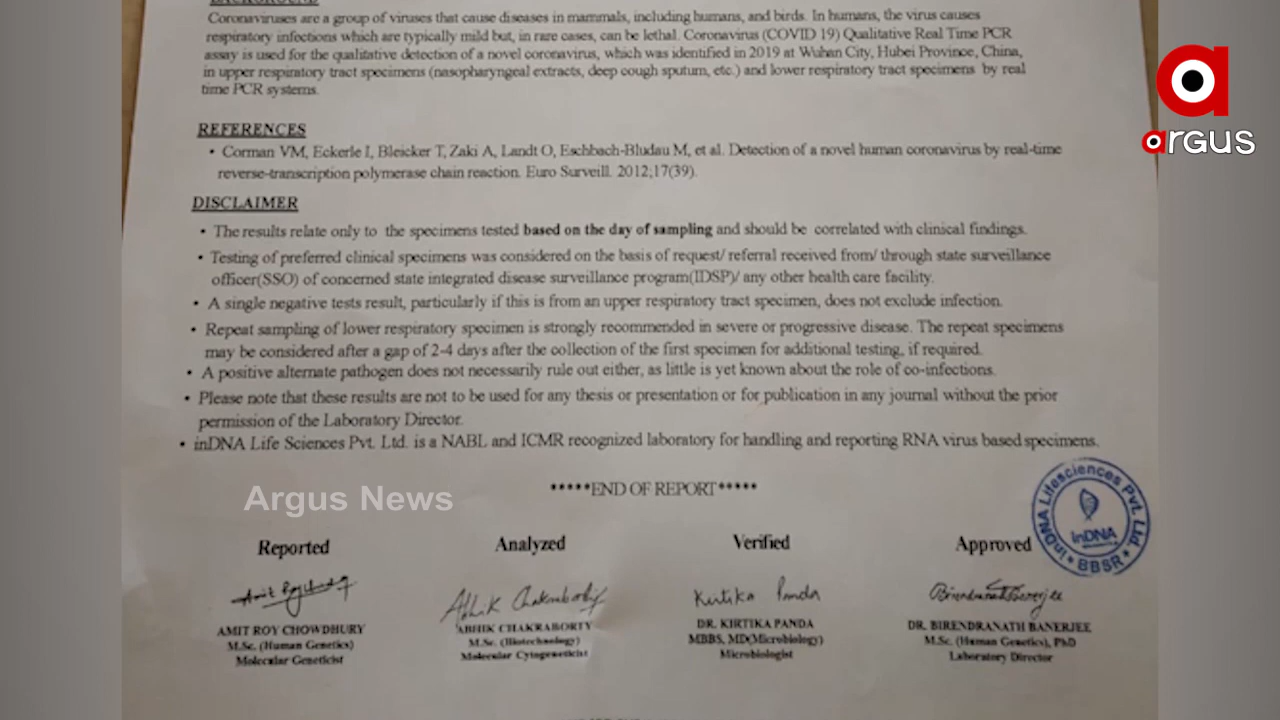 BACKGROUND
Coronaviruses are a group of viruses that cause diseases in mammals, including humans, and birds. In humans, the virus causes
respiratory infections which are typically mild but, in rare cases, can be lethal. Coronavirus (COVID 19) Qualitative Real Time PCR
assay is used for the qualitative detection of a novel coronavirus, which was identified in 2019 at Wuhan City, Hubei Province, China,
in upper respiratory tract specimens (nasopharyngeal extracts, deep cough sputum, etc.) and lower respiratory tract specimens by real
time PCR systems.
argus
REFERENCES
• Corman VM, Eckerle I, Bleicker T, Zaki A, Landt O, Eschbach-Bludau M, et al. Detection of a novel human coronavirus by real-time
reverse-transcription polymerase chain reaction. Euro Surveill. 2012;17(39).
DISCLAIMER
• The results relate only to the specimens tested based on the day of sampling and should be correlated with clinical findings.
• Testing of preferred clinical specimens was considered on the basis of request/ referral received from/ through state surveillance
officer(SSO) of concerned state integrated disease surveillance program(IDSP)/ any other health care facility.
• A single negative tests result, particularly if this is from an upper respiratory tract specimen, does not exclude infection.
• Repeat sampling of lower respiratory specimen is strongly recommended in severe or progressive disease. The repeat specimens
may be considered after a gap of 2-4 days after the collection of the first specimen for additional testing, if required.
• A positive alternate pathogen does not necessarily rule out either, as little is yet known about the role of co-infections.
• Please note that these results are not to be used for any thesis or presentation or for publication in any journal without the prior
permission of the Laboratory Director.
• inDNA Life Sciences Pvt. Ltd. is a NABL and ICMR recognized laboratory for handling and reporting RNA virus based specimens.
Argus News
*****END OF REPORT*****
inDNA Lifesciences Pvt. Ltd.
InDNA
• BBSR •
Reported Analyzed Verified Approved
Amit Roy Chowdhury Abhik Chakraborty Kirtika Panda Birendranath Banerjee
AMIT ROY CHOWDHURY ABHIK CHAKRABORTY DR. KIRTIKA PANDA DR. BIRENDRANATH BANERJEE
M.Sc. (Human Genetics) M.Sc. (Biotechnology) MBBS, MD(Microbiology) M.Sc. (Human Genetics), PhD
Molecular Geneticist Molecular Cytogeneticist Microbiologist Laboratory Director